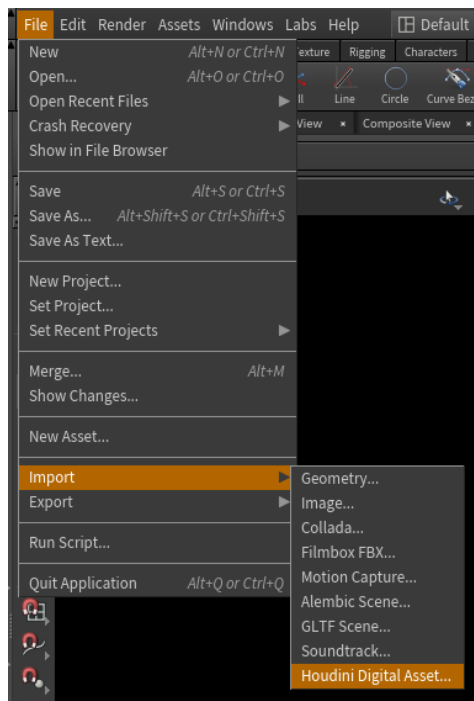 File Edit Render Assets Windows Labs Help Default
New Alt+N or Ctrl+N
Open... Alt+O or Ctrl+O
Open Recent Files
Crash Recovery
Show in File Browser
Save Alt+S or Ctrl+S
Save As... Alt+Shift+S or Ctrl+Shift+S
Save As Text...
New Project...
Set Project...
Set Recent Projects
Merge... Alt+M
Show Changes...
New Asset...
Import
Export
Run Script...
Quit Application Alt+Q or Ctrl+Q
exture Rigging Characters
ll Line Circle Curve Bez
View Composite View
Geometry...
Image...
Collada...
Filmbox FBX...
Motion Capture...
Alembic Scene...
GLTF Scene...
Soundtrack...
Houdini Digital Asset...